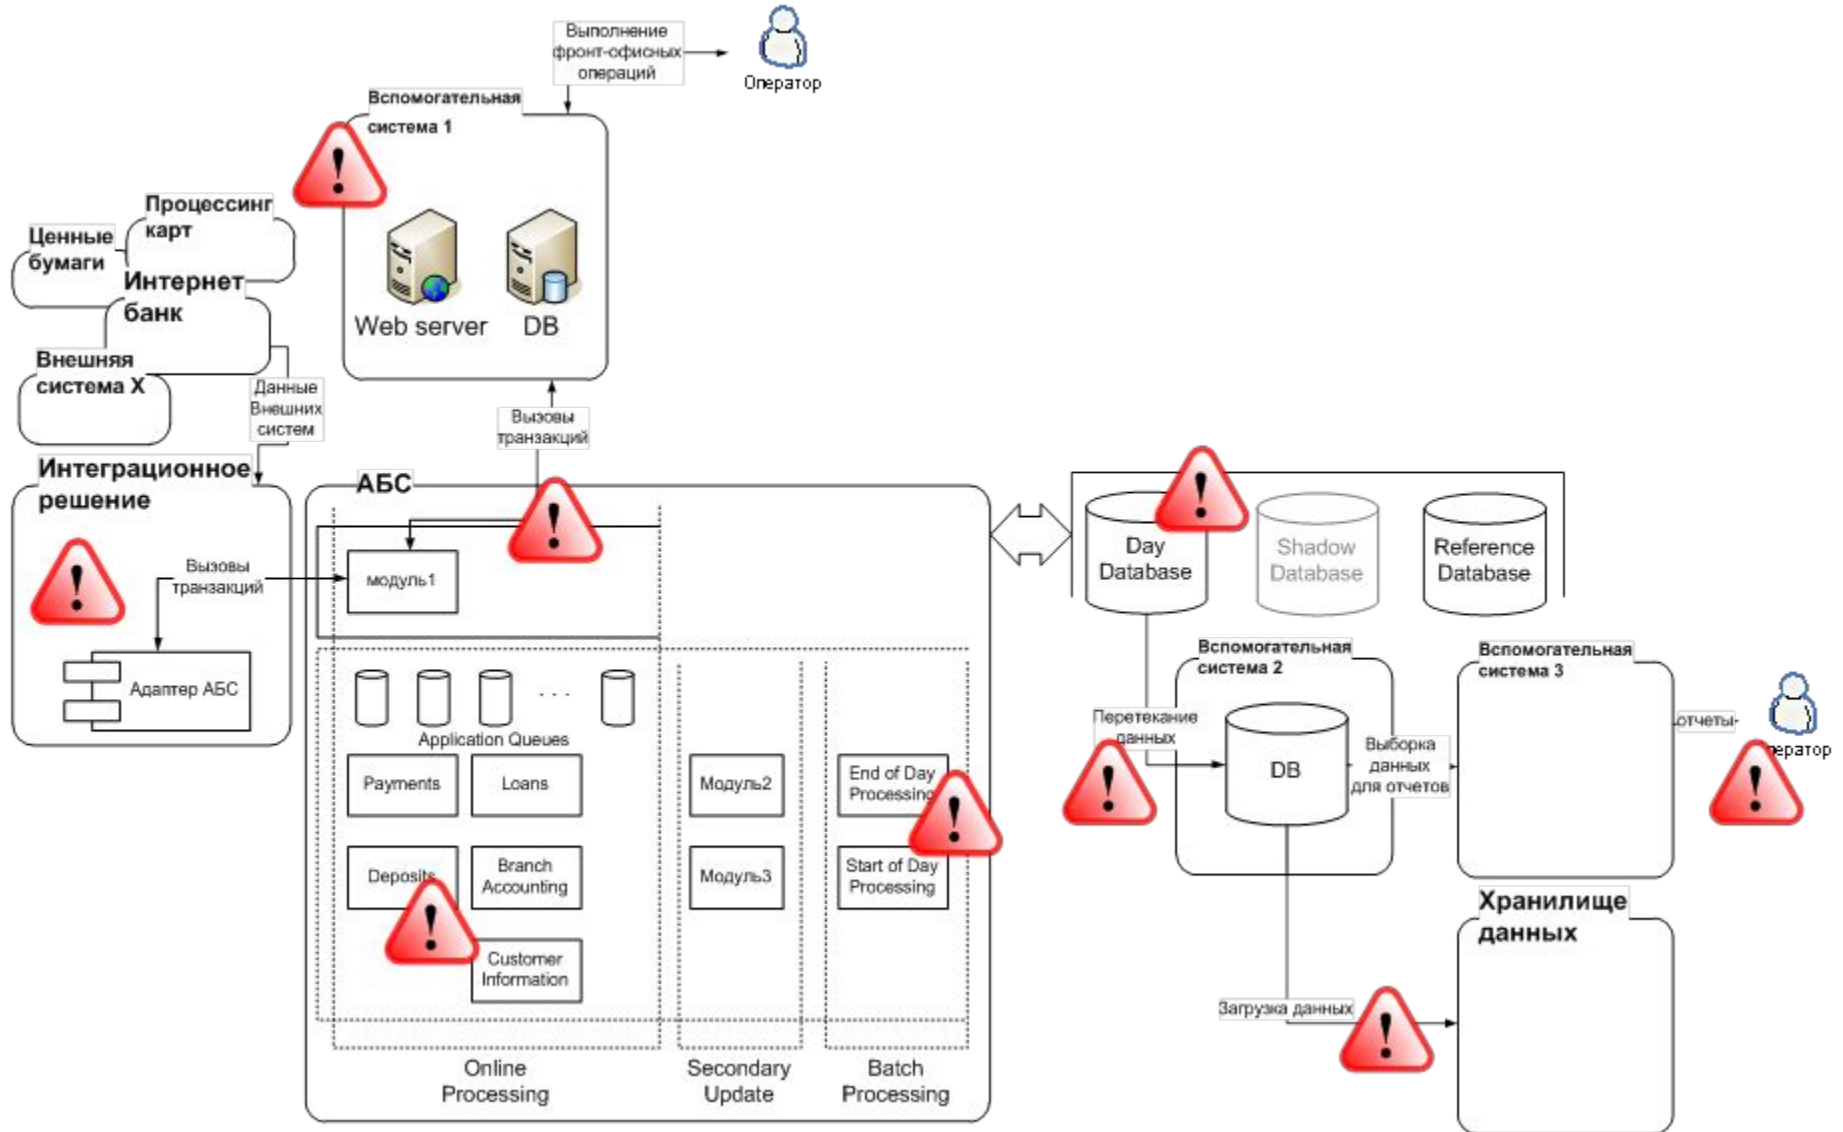 Выполнение
фронт-офисных
операций
Оператор
Вспомогательная
система 1
Процессинг
карт
Ценные
бумаги
Интернет
банк
Web server
DB
Внешняя
система X
Данные
Внешних
систем
Вызовы
транзакций
Интеграционное
решение
АБС
Day
Database
Shadow
Database
Reference
Database
Вызовы
транзакций
модуль1
Адаптер АБС
Вспомогательная
система 2
Вспомогательная
система 3
Application Queues
Перетекание
данных
DB
Выборка
данных
для отчетов
отчеты
ператор
Payments
Loans
Модуль2
End of Day
Processing
Deposits
Branch
Accounting
Модуль3
Start of Day
Processing
Customer
Information
Хранилище
данных
Загрузка данных
Online
Processing
Secondary
Update
Batch
Processing